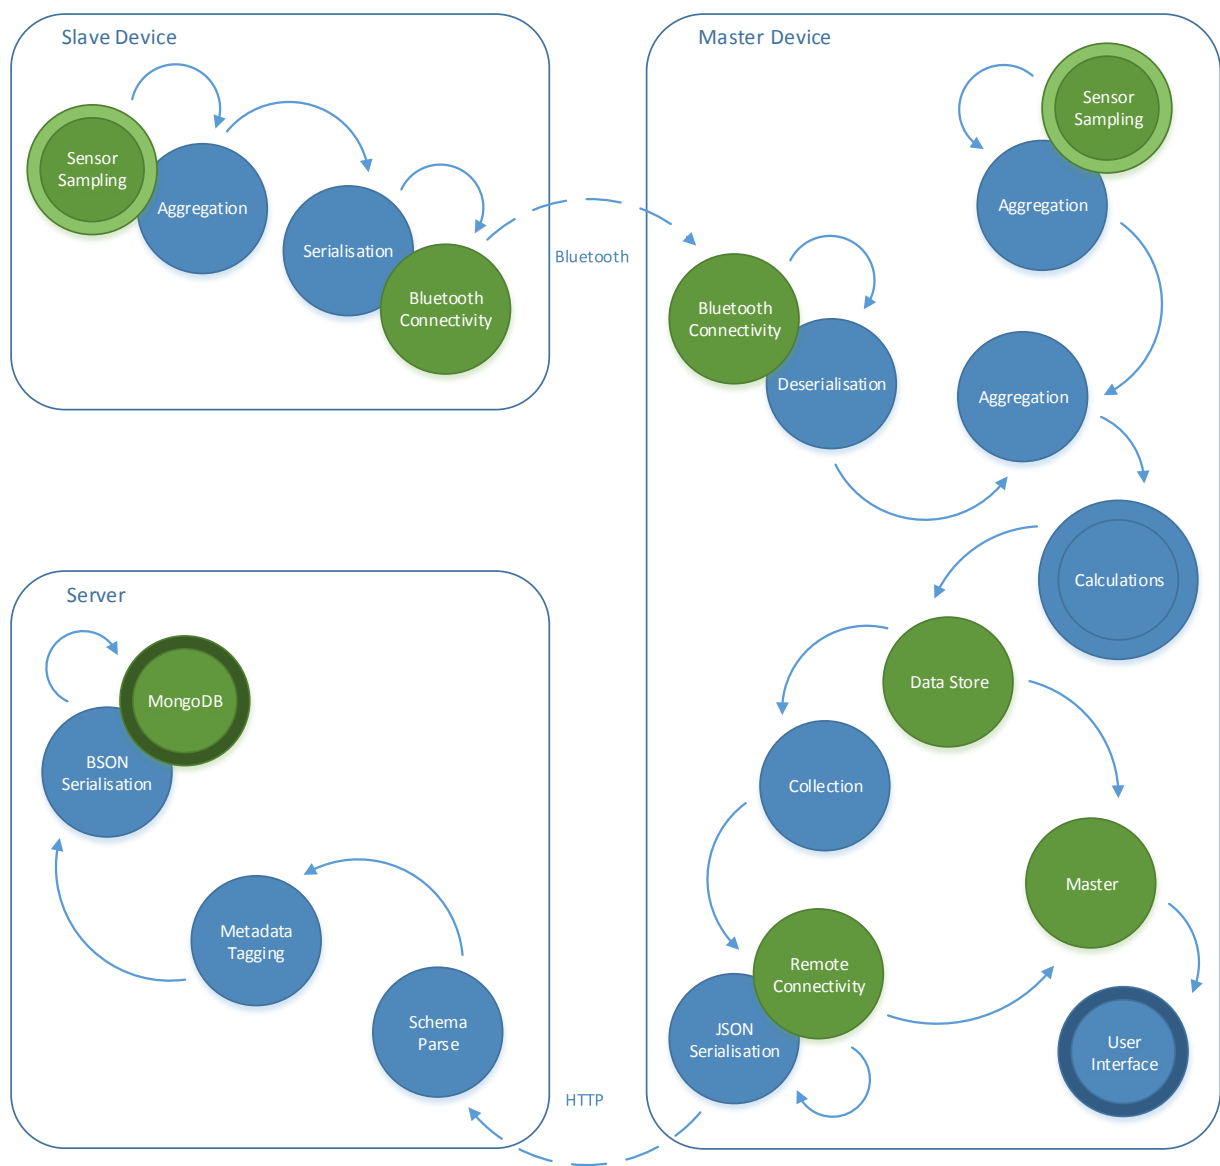 Slave Device
Sensor
Sampling
Aggregation
Serialisation
Bluetooth
Connectivity
Bluetooth
Master Device
Sensor
Sampling
Aggregation
Bluetooth
Connectivity
Deserialisation
Aggregation
Calculations
Data Store
Collection
Master
Remote
Connectivity
JSON
Serialisation
User
Interface
HTTP
Server
MongoDB
BSON
Serialisation
Metadata
Tagging
Schema
Parse